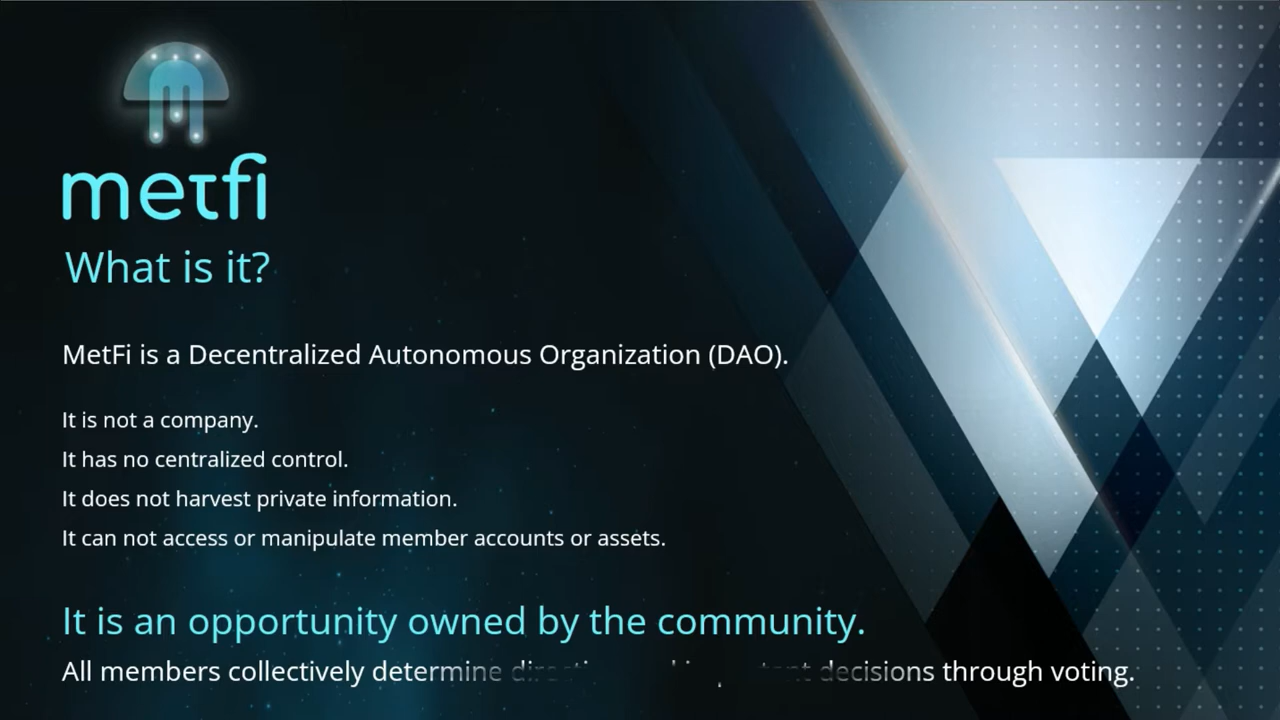 metfi
What is it?
MetFi is a Decentralized Autonomous Organization (DAO).
It is not a company.
It has no centralized control.
It does not harvest private information.
It can not access or manipulate member accounts or assets.
It is an opportunity owned by the community.
All members collectively determine decisions through voting.